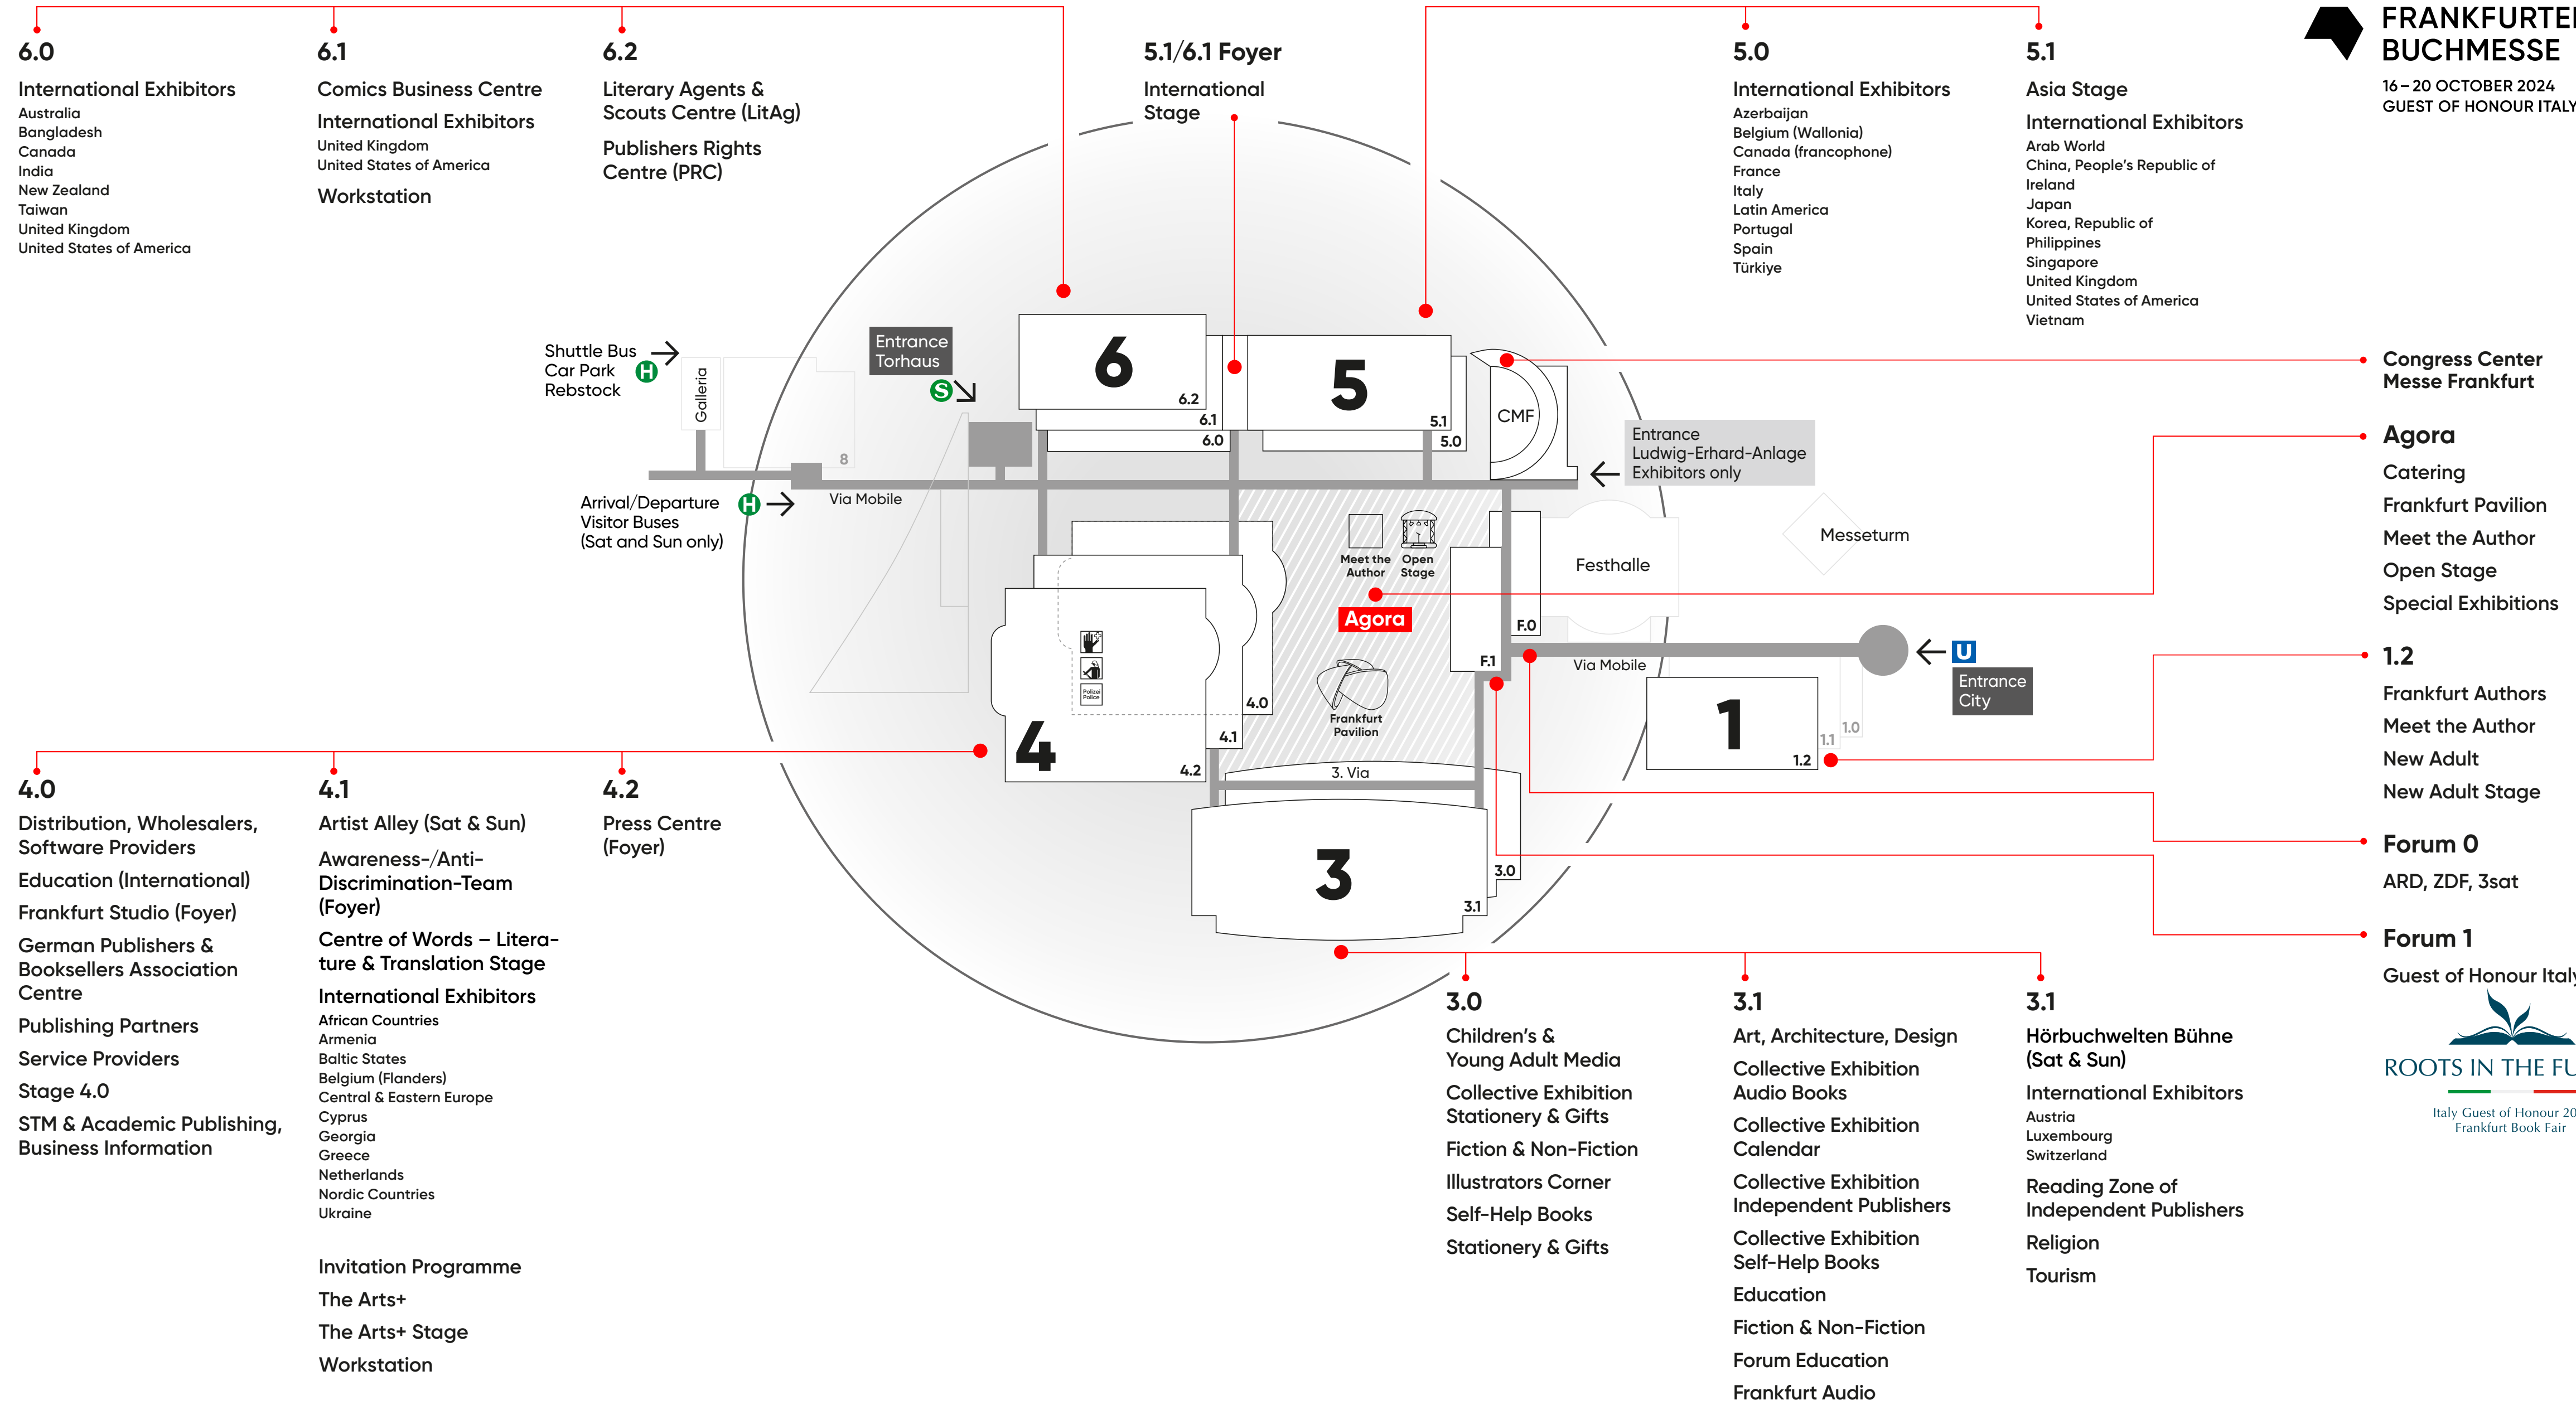 6.0
International Exhibitors
Australia
Bangladesh
Canada
India
New Zealand
Taiwan
United Kingdom
United States of America
6.1
Comics Business Centre
International Exhibitors
United Kingdom
United States of America
Workstation
6.2
Literary Agents &
Scouts Centre (LitAg)
Publishers Rights
Centre (PRC)
5.1/6.1 Foyer
International
Stage
5.0
International Exhibitors
Azerbaijan
Belgium (Wallonia)
Canada (francophone)
France
Italy
Latin America
Portugal
Spain
Türkiye
5.1
Asia Stage
International Exhibitors
Arab World
China, People’s Republic of
Ireland
Japan
Korea, Republic of
Philippines
Singapore
United Kingdom
United States of America
Vietnam
FRANKFURTE
BUCHMESSE
16–20 OCTOBER 2024
GUEST OF HONOUR ITALY
Shuttle Bus
Car Park
Rebstock
H
Galleria
8
Entrance
Torhaus
S
6
6.2
6.1
6.0
5
5.1
5.0
CMF
Entrance
Ludwig-Erhard-Anlage
Exhibitors only
Arrival/Departure
Visitor Buses
(Sat and Sun only)
H
Via Mobile
Meet the
Author
Open
Stage
Agora
Frankfurt
Pavilion
F.0
F.1
Festhalle
Messeturm
Via Mobile
U
Entrance
City
1
1.2
1.1
1.0
Polizei
Police
4
4.0
4.1
4.2
3. Via
3
3.0
3.1
Congress Center
Messe Frankfurt
Agora
Catering
Frankfurt Pavilion
Meet the Author
Open Stage
Special Exhibitions
1.2
Frankfurt Authors
Meet the Author
New Adult
New Adult Stage
Forum 0
ARD, ZDF, 3sat
Forum 1
Guest of Honour Italy
ROOTS IN THE FU
Italy Guest of Honour 20
Frankfurt Book Fair
4.0
Distribution, Wholesalers,
Software Providers
Education (International)
Frankfurt Studio (Foyer)
German Publishers &
Booksellers Association
Centre
Publishing Partners
Service Providers
Stage 4.0
STM & Academic Publishing,
Business Information
4.1
Artist Alley (Sat & Sun)
Awareness-/Anti-
Discrimination-Team
(Foyer)
Centre of Words – Litera-
ture & Translation Stage
International Exhibitors
African Countries
Armenia
Baltic States
Belgium (Flanders)
Central & Eastern Europe
Cyprus
Georgia
Greece
Netherlands
Nordic Countries
Ukraine
Invitation Programme
The Arts+
The Arts+ Stage
Workstation
4.2
Press Centre
(Foyer)
3.0
Children’s &
Young Adult Media
Collective Exhibition
Stationery & Gifts
Fiction & Non-Fiction
Illustrators Corner
Self-Help Books
Stationery & Gifts
3.1
Art, Architecture, Design
Collective Exhibition
Audio Books
Collective Exhibition
Calendar
Collective Exhibition
Independent Publishers
Collective Exhibition
Self-Help Books
Education
Fiction & Non-Fiction
Forum Education
Frankfurt Audio
3.1
Hörbuchwelten Bühne
(Sat & Sun)
International Exhibitors
Austria
Luxembourg
Switzerland
Reading Zone of
Independent Publishers
Religion
Tourism